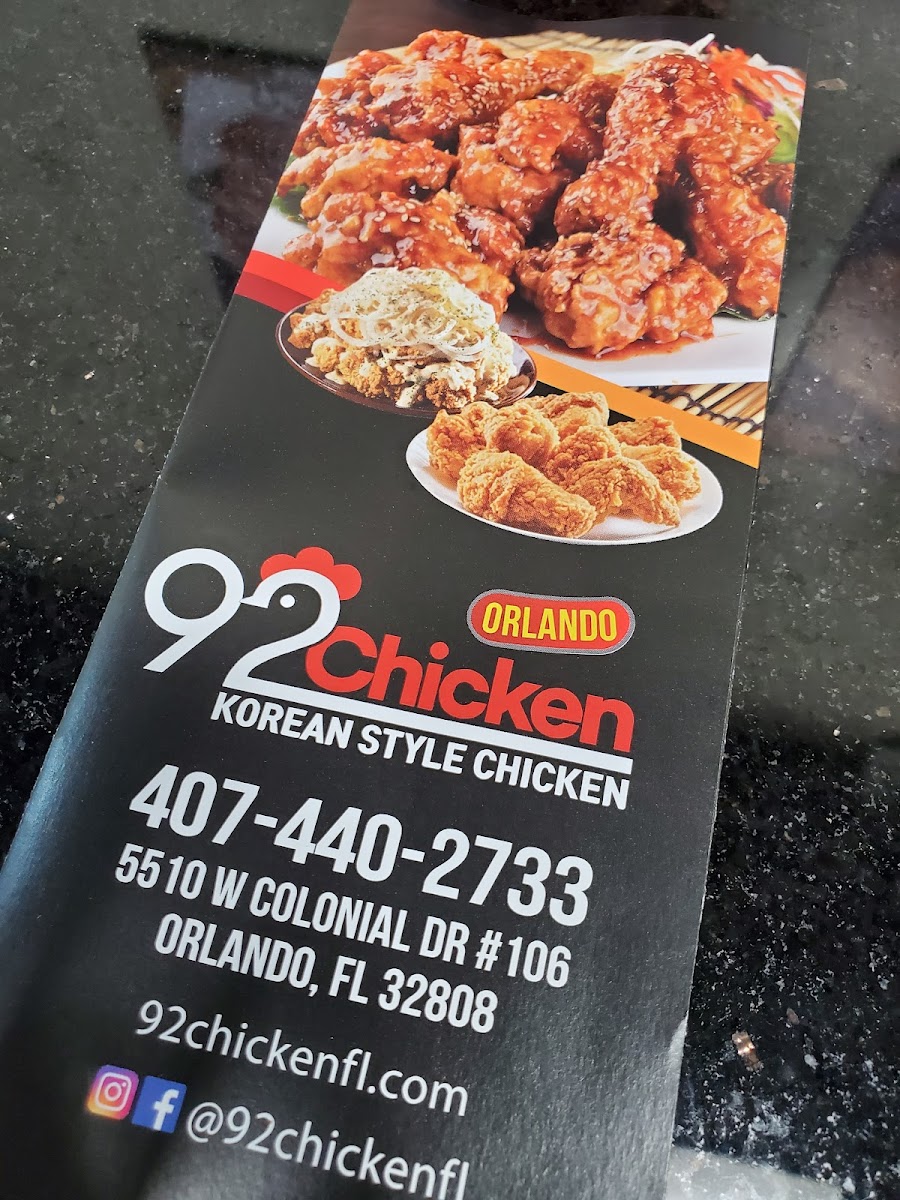 ORLANDO
92 Chicken
KOREAN STYLE CHICKEN
407-440-2733
5510 W COLONIAL DR #106
ORLANDO, FL 32808
92chickenfl.com
@92chickenfl